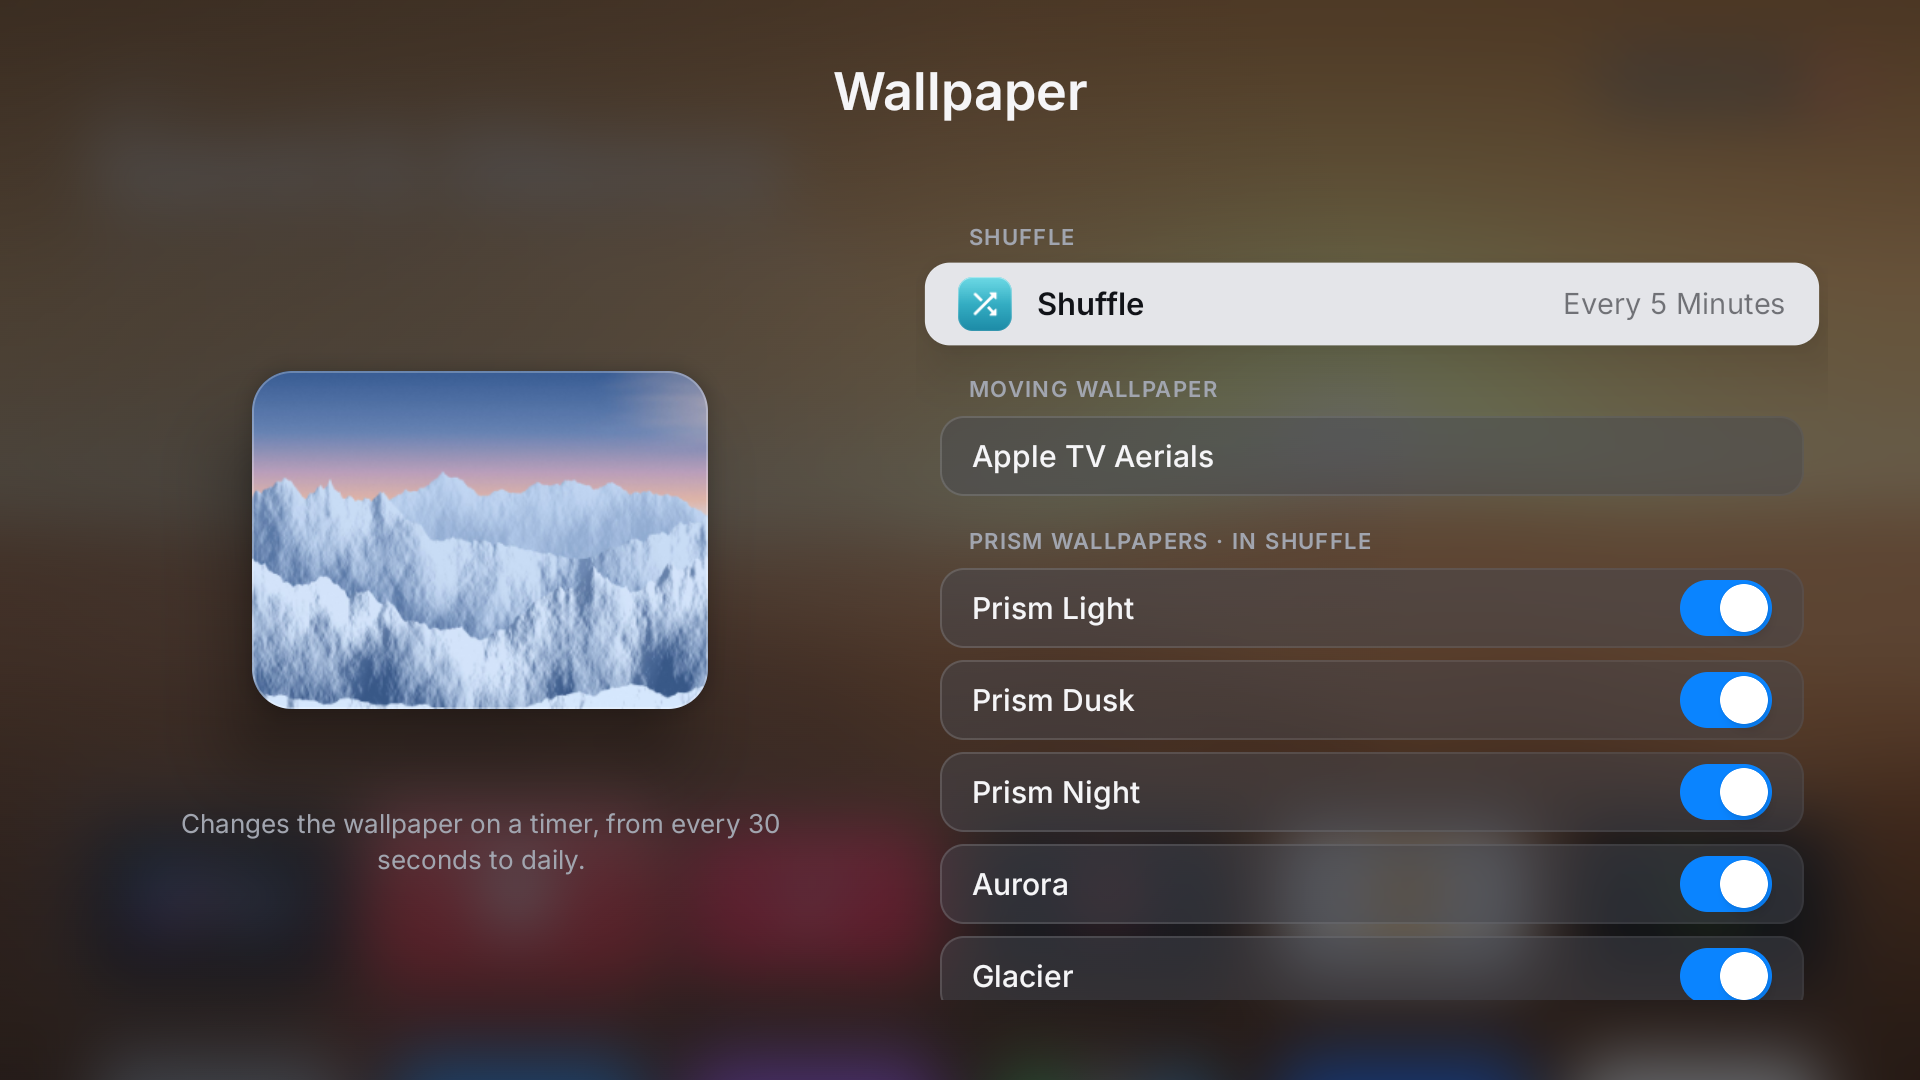 Wallpaper
SHUFFLE
Shuffle
Every 5 Minutes
MOVING WALLPAPER
Apple TV Aerials
PRISM WALLPAPERS · IN SHUFFLE
Prism Light
Prism Dusk
Prism Night
Aurora
Glacier
Changes the wallpaper on a timer, from every 30
seconds to daily.